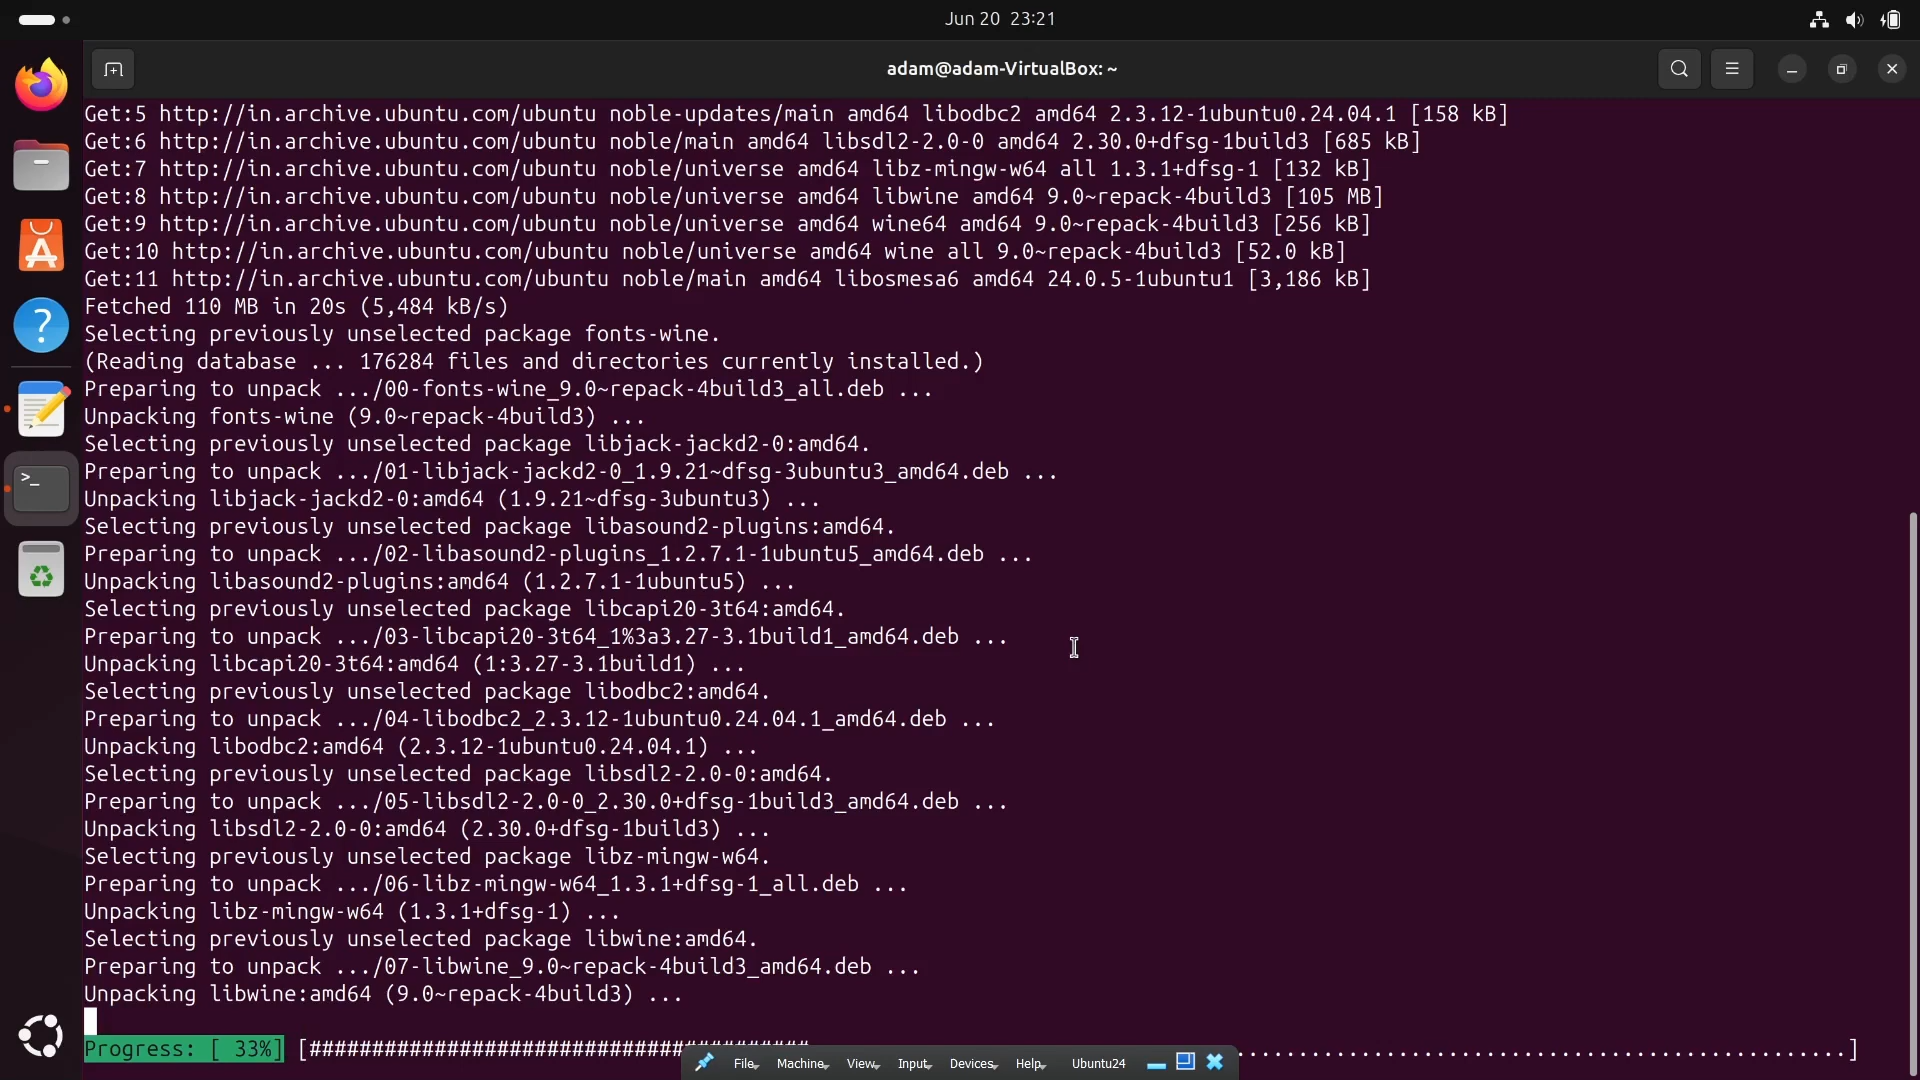 Jun 20 23:21
adam@adam-VirtualBox: ~
Get:5 http://in.archive.ubuntu.com/ubuntu noble-updates/main amd64 libodbc2 amd64 2.3.12-1ubuntu0.24.04.1 [158 kB]
Get:6 http://in.archive.ubuntu.com/ubuntu noble/main amd64 libsdl2-2.0-0 amd64 2.30.0+dfsg-1build3 [685 kB]
Get:7 http://in.archive.ubuntu.com/ubuntu noble/universe amd64 libz-mingw-w64 all 1.3.1+dfsg-1 [132 kB]
Get:8 http://in.archive.ubuntu.com/ubuntu noble/universe amd64 libwine amd64 9.0~repack-4build3 [105 MB]
Get:9 http://in.archive.ubuntu.com/ubuntu noble/universe amd64 wine64 amd64 9.0~repack-4build3 [256 kB]
Get:10 http://in.archive.ubuntu.com/ubuntu noble/universe amd64 wine all 9.0~repack-4build3 [52.0 kB]
Get:11 http://in.archive.ubuntu.com/ubuntu noble/main amd64 libosmesa6 amd64 24.0.5-1ubuntu1 [3,186 kB]
Fetched 110 MB in 20s (5,484 kB/s)
Selecting previously unselected package fonts-wine.
(Reading database ... 176284 files and directories currently installed.)
Preparing to unpack .../00-fonts-wine_9.0~repack-4build3_all.deb ...
Unpacking fonts-wine (9.0~repack-4build3) ...
Selecting previously unselected package libjack-jackd2-0:amd64.
Preparing to unpack .../01-libjack-jackd2-0_1.9.21~dfsg-3ubuntu3_amd64.deb ...
Unpacking libjack-jackd2-0:amd64 (1.9.21~dfsg-3ubuntu3) ...
Selecting previously unselected package libasound2-plugins:amd64.
Preparing to unpack .../02-libasound2-plugins_1.2.7.1-1ubuntu5_amd64.deb ...
Unpacking libasound2-plugins:amd64 (1.2.7.1-1ubuntu5) ...
Selecting previously unselected package libcapi20-3t64:amd64.
Preparing to unpack .../03-libcapi20-3t64_1%3a3.27-3.1build1_amd64.deb ...
Unpacking libcapi20-3t64:amd64 (1:3.27-3.1build1) ...
Selecting previously unselected package libodbc2:amd64.
Preparing to unpack .../04-libodbc2_2.3.12-1ubuntu0.24.04.1_amd64.deb ...
Unpacking libodbc2:amd64 (2.3.12-1ubuntu0.24.04.1) ...
Selecting previously unselected package libsdl2-2.0-0:amd64.
Preparing to unpack .../05-libsdl2-2.0-0_2.30.0+dfsg-1build3_amd64.deb ...
Unpacking libsdl2-2.0-0:amd64 (2.30.0+dfsg-1build3) ...
Selecting previously unselected package libz-mingw-w64.
Preparing to unpack .../06-libz-mingw-w64_1.3.1+dfsg-1_all.deb ...
Unpacking libz-mingw-w64 (1.3.1+dfsg-1) ...
Selecting previously unselected package libwine:amd64.
Preparing to unpack .../07-libwine_9.0~repack-4build3_amd64.deb ...
Unpacking libwine:amd64 (9.0~repack-4build3) ...
Progress: [ 33%] [########################################.................................................]
File Machine View Input Devices Help Ubuntu24